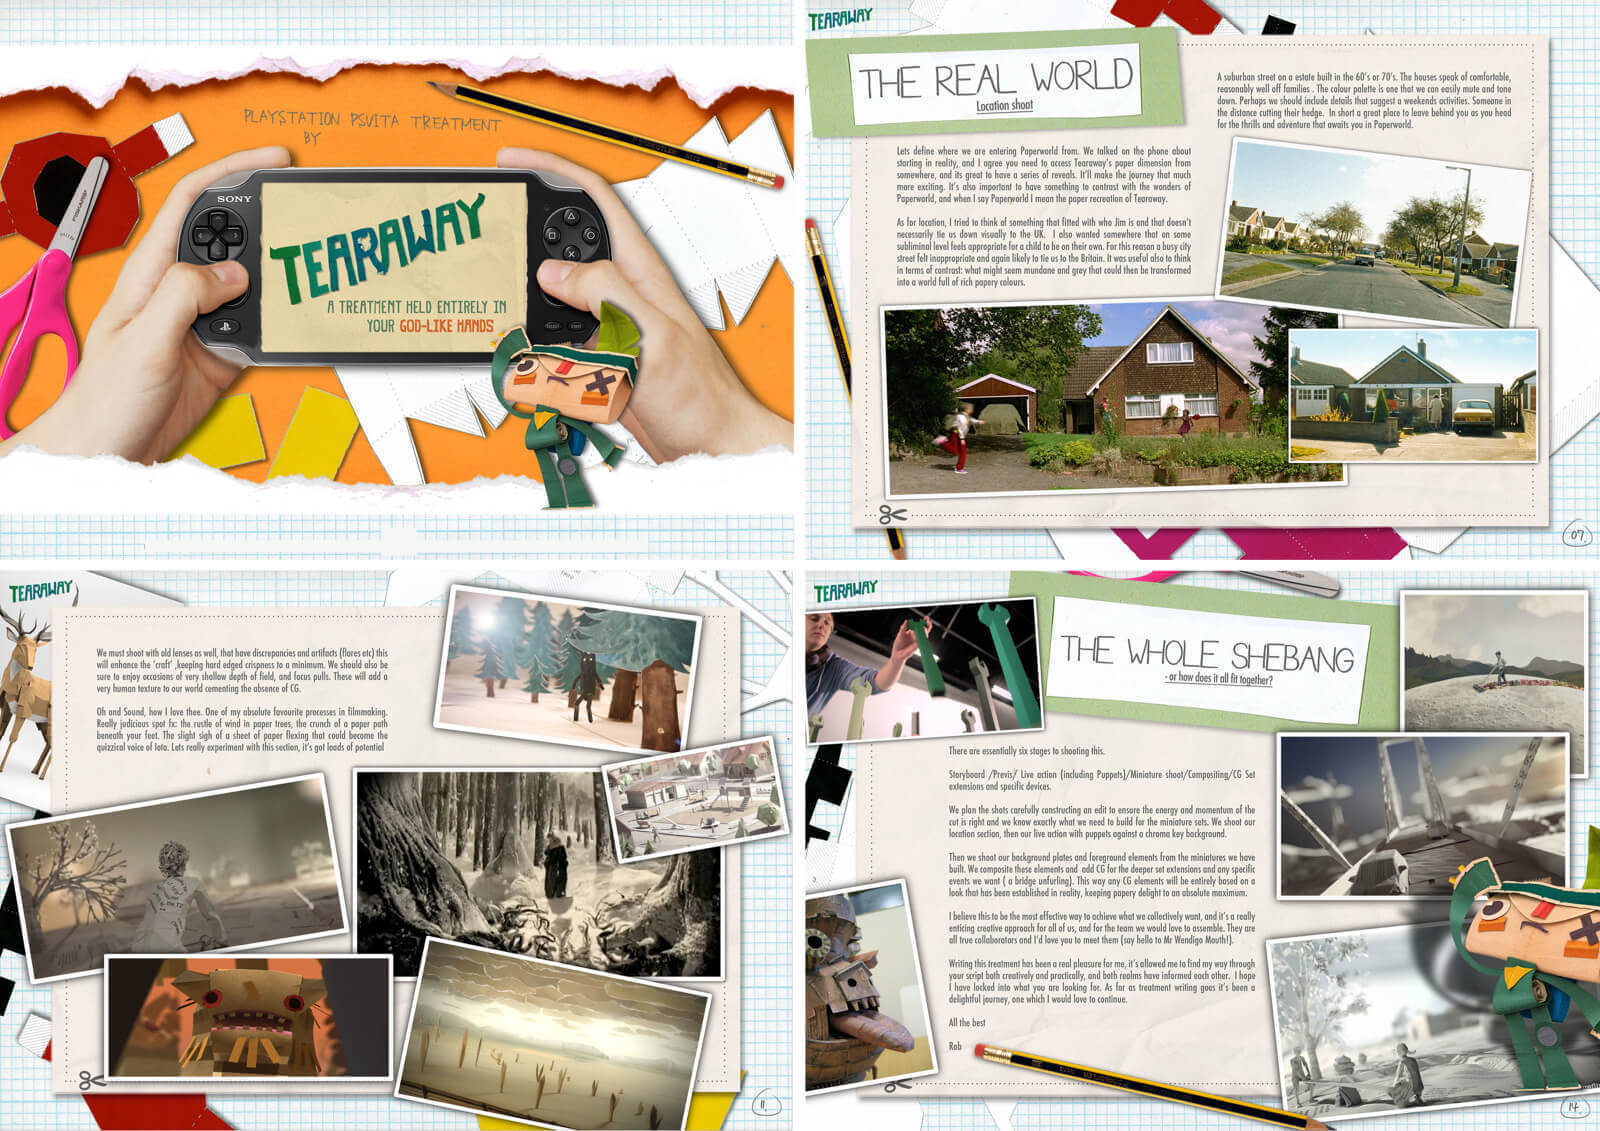 PLAYSTATION PSVITA TREATMENT
BY
SONY
TEARAWAY
A TREATMENT HELD ENTIRELY IN
YOUR GOD-LIKE HANDS
FISKARS
TEARAWAY
THE REAL WORLD
Location shoot
A suburban street on a estate built in the 60's or 70's. The houses speak of comfortable,
reasonably well off families . The colour palette is one that we can easily mute and tone
down. Perhaps we should include details that suggest a weekends activities. Someone in
the distance cutting their hedge. In short a great place to leave behind you as you head
for the thrills and adventure that awaits you in Paperworld.
Lets define where we are entering Paperworld from. We talked on the phone about
starting in reality, and I agree you need to access Tearaway's paper dimension from
somewhere, and its great to have a series of reveals. It'll make the journey that much
more exciting. It's also important to have something to contrast with the wonders of
Paperworld, and when I say Paperworld I mean the paper recreation of Tearaway.
As for location, I tried to think of something that fitted with who Jim is and that doesn't
necessarily tie us down visually to the UK. I also wanted somewhere that on some
subliminal level feels appropriate for a child to be on their own. For this reason a busy city
street felt inappropriate and again likely to tie us to the Britain. It was useful also to think
in terms of contrast: what might seem mundane and grey that could then be transformed
into a world full of rich papery colours.
07.
TEARAWAY
We must shoot with old lenses as well, that have discrepancies and artifacts (flares etc) this
will enhance the 'craft' ,keeping hard edged crispness to a minimum. We should also be
sure to enjoy occasions of very shallow depth of field, and focus pulls. These will add a
very human texture to our world cementing the absence of CG.
Oh and Sound, how I love thee. One of my absolute favourite processes in filmmaking.
Really judicious spot fx: the rustle of wind in paper trees, the crunch of a paper path
beneath your feet. The slight sigh of a sheet of paper flexing that could become the
quizzical voice of Iota. Lets really experiment with this section, it's got loads of potential
11.
TEARAWAY
THE WHOLE SHEBANG
- or how does it all fit together?
There are essentially six stages to shooting this.
Storyboard /Previs/ Live action (including Puppets)/Miniature shoot/Compositing/CG Set
extensions and specific devices.
We plan the shots carefully constructing an edit to ensure the energy and momentum of the
cut is right and we know exactly what we need to build for the miniature sets. We shoot our
location section, then our live action with puppets against a chroma key background.
Then we shoot our background plates and foreground elements from the miniatures we have
built. We composite these elements and add CG for the deeper set extensions and any specific
events we want ( a bridge unfurling). This way any CG elements will be entirely based on a
look that has been established in reality, keeping papery delight to an absolute maximum.
I believe this to be the most effective way to achieve what we collectively want, and it's a really
enticing creative approach for all of us, and for the team we would love to assemble. They are
all true collaborators and I'd love you to meet them (say hello to Mr Wendigo Mouth!).
Writing this treatment has been a real pleasure for me, it's allowed me to find my way through
your script both creatively and practically, and both realms have informed each other. I hope
I have locked into what you are looking for. As far as treatment writing goes it's been a
delightful journey, one which I would love to continue.
All the best
Rob
14.